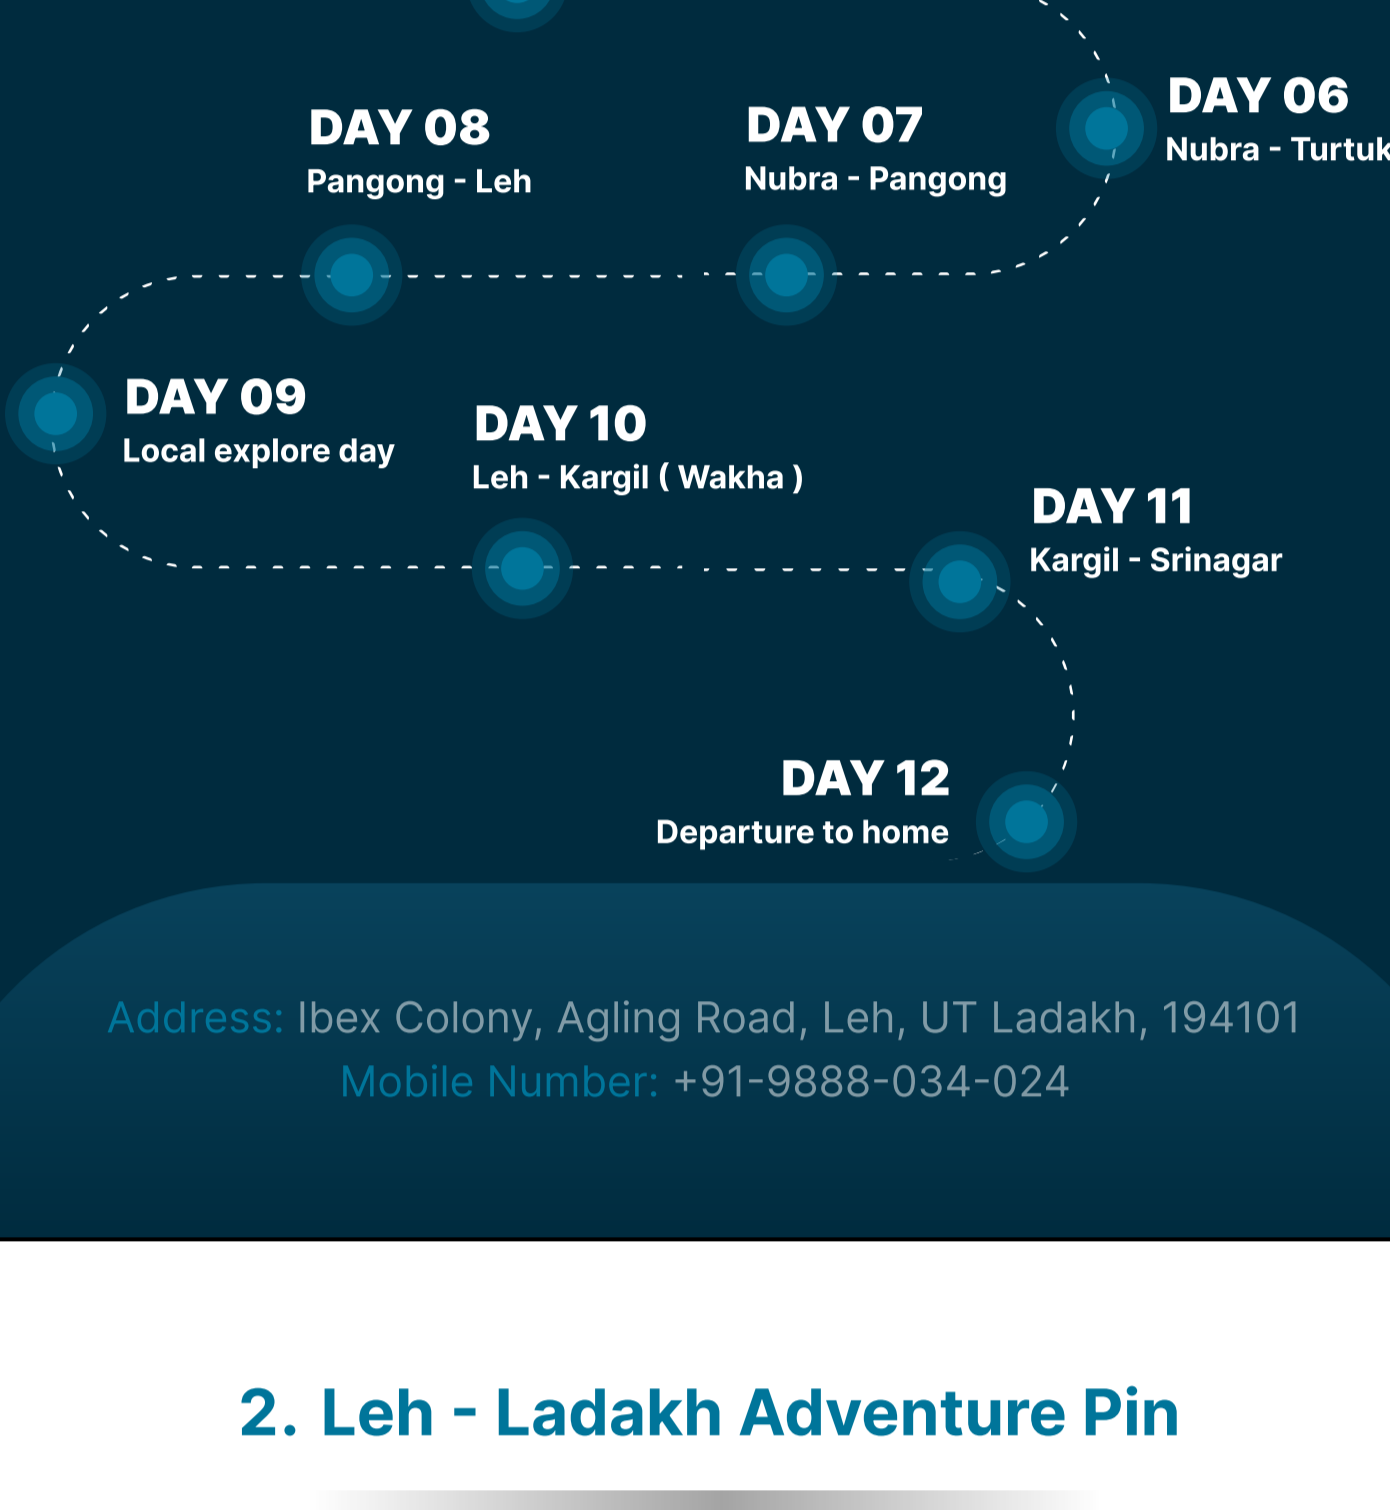 DAY 06
Nubra - Turtuk
DAY 07
Nubra - Pangong
DAY 08
Pangong - Leh
DAY 09
Local explore day
DAY 10
Leh - Kargil ( Wakha )
DAY 11
Kargil - Srinagar
DAY 12
Departure to home
Address: Ibex Colony, Agling Road, Leh, UT Ladakh, 194101
Mobile Number: +91-9888-034-024
2. Leh - Ladakh Adventure Pin